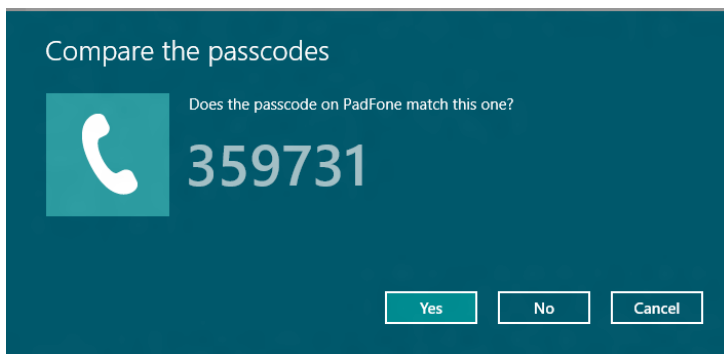 Compare the passcodes
Does the passcode on PadFone match this one?
359731
Yes No Cancel